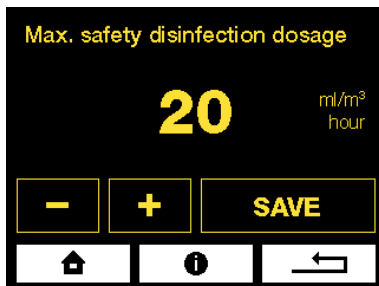 Max. safety disinfection dosage
20
ml/m³
hour
− + SAVE